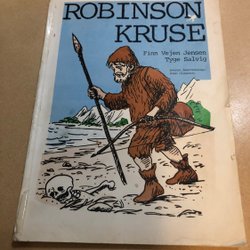 ROBINSON
KRUSE
Finn Vejen Jensen
Tyge Salvig